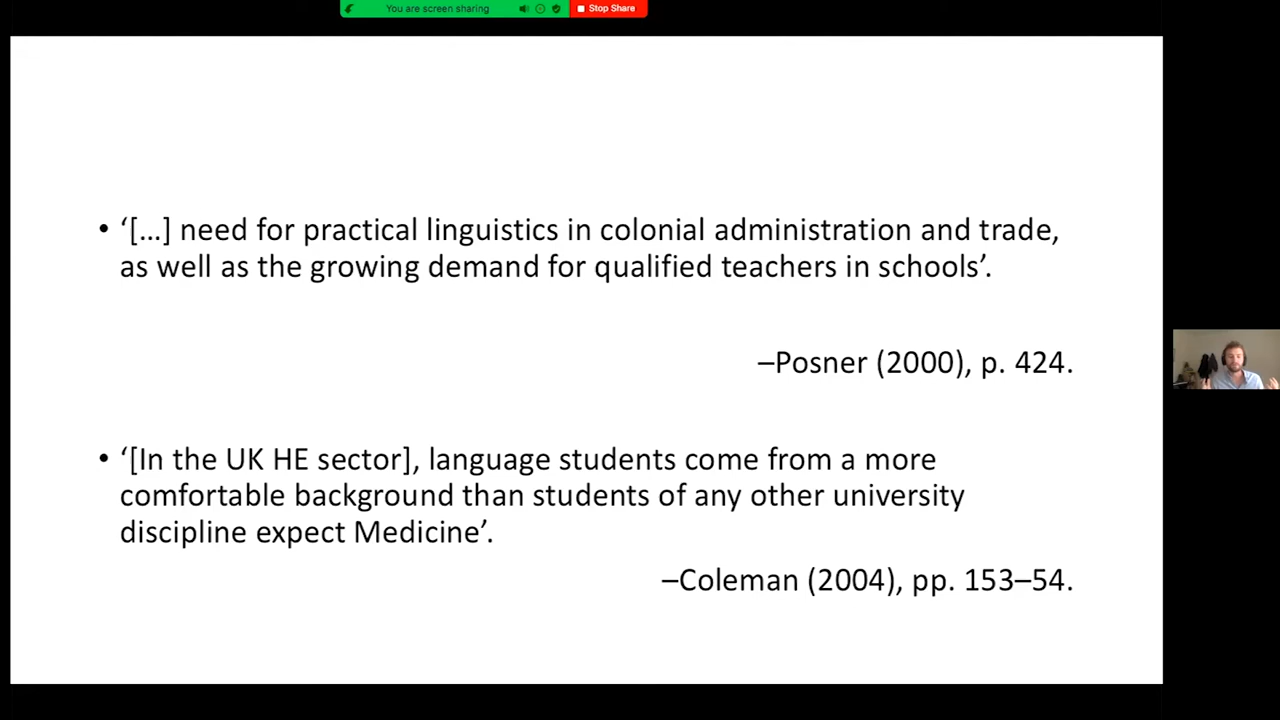 You are screen sharing
Stop Share
• ‘[…] need for practical linguistics in colonial administration and trade,
as well as the growing demand for qualified teachers in schools’.
–Posner (2000), p. 424.
• ‘[In the UK HE sector], language students come from a more
comfortable background than students of any other university
discipline expect Medicine’.
–Coleman (2004), pp. 153–54.